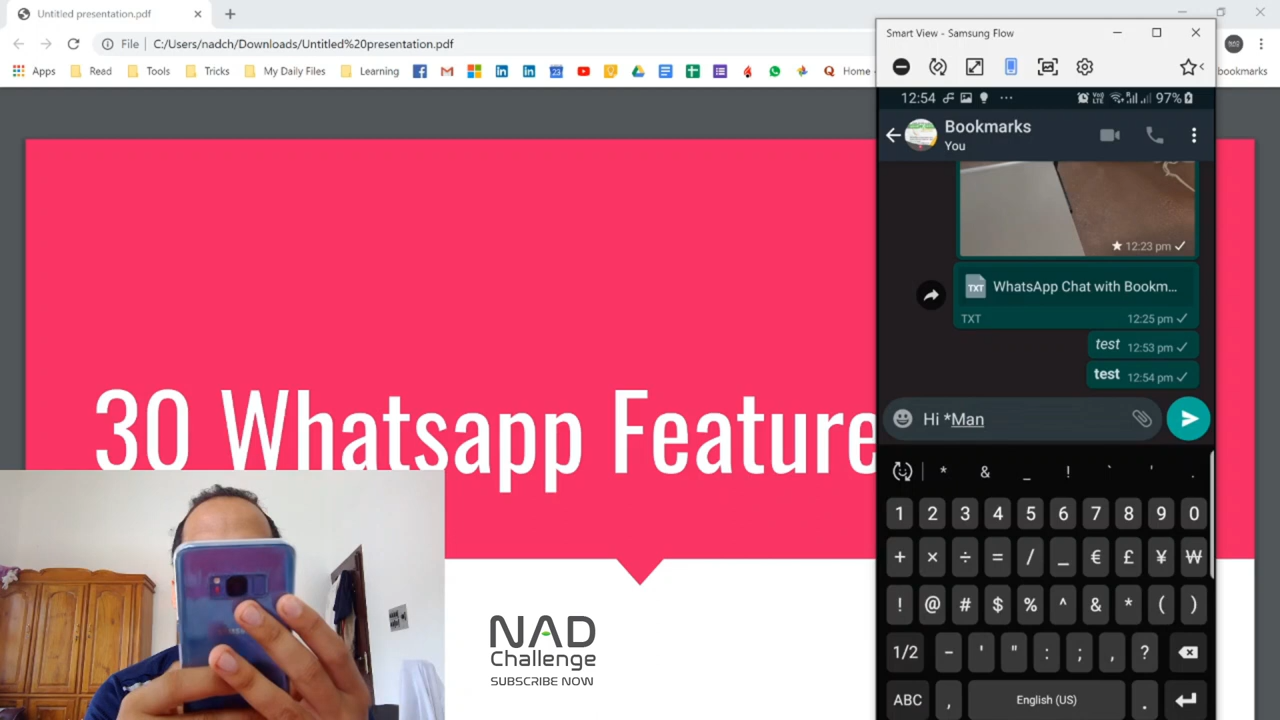 Untitled presentation.pdf
File C:/Users/nadch/Downloads/Untitled%20presentation.pdf
Apps Read Tools Tricks My Daily Files Learning 23 Home bookmarks
30 Whatsapp Feature
NAD
Challenge
SUBSCRIBE NOW
Smart View - Samsung Flow
12:54 97%
Bookmarks
You
12:23 pm
TXT WhatsApp Chat with Bookm...
TXT 12:25 pm
test 12:53 pm
test 12:54 pm
Hi *Man
* & _ ! ` ' .
1 2 3 4 5 6 7 8 9 0
+ × ÷ = / _ € £ ¥ ₩
! @ # $ % ^ & * ( )
1/2 - ' " : ; , ?
ABC , English (US) .